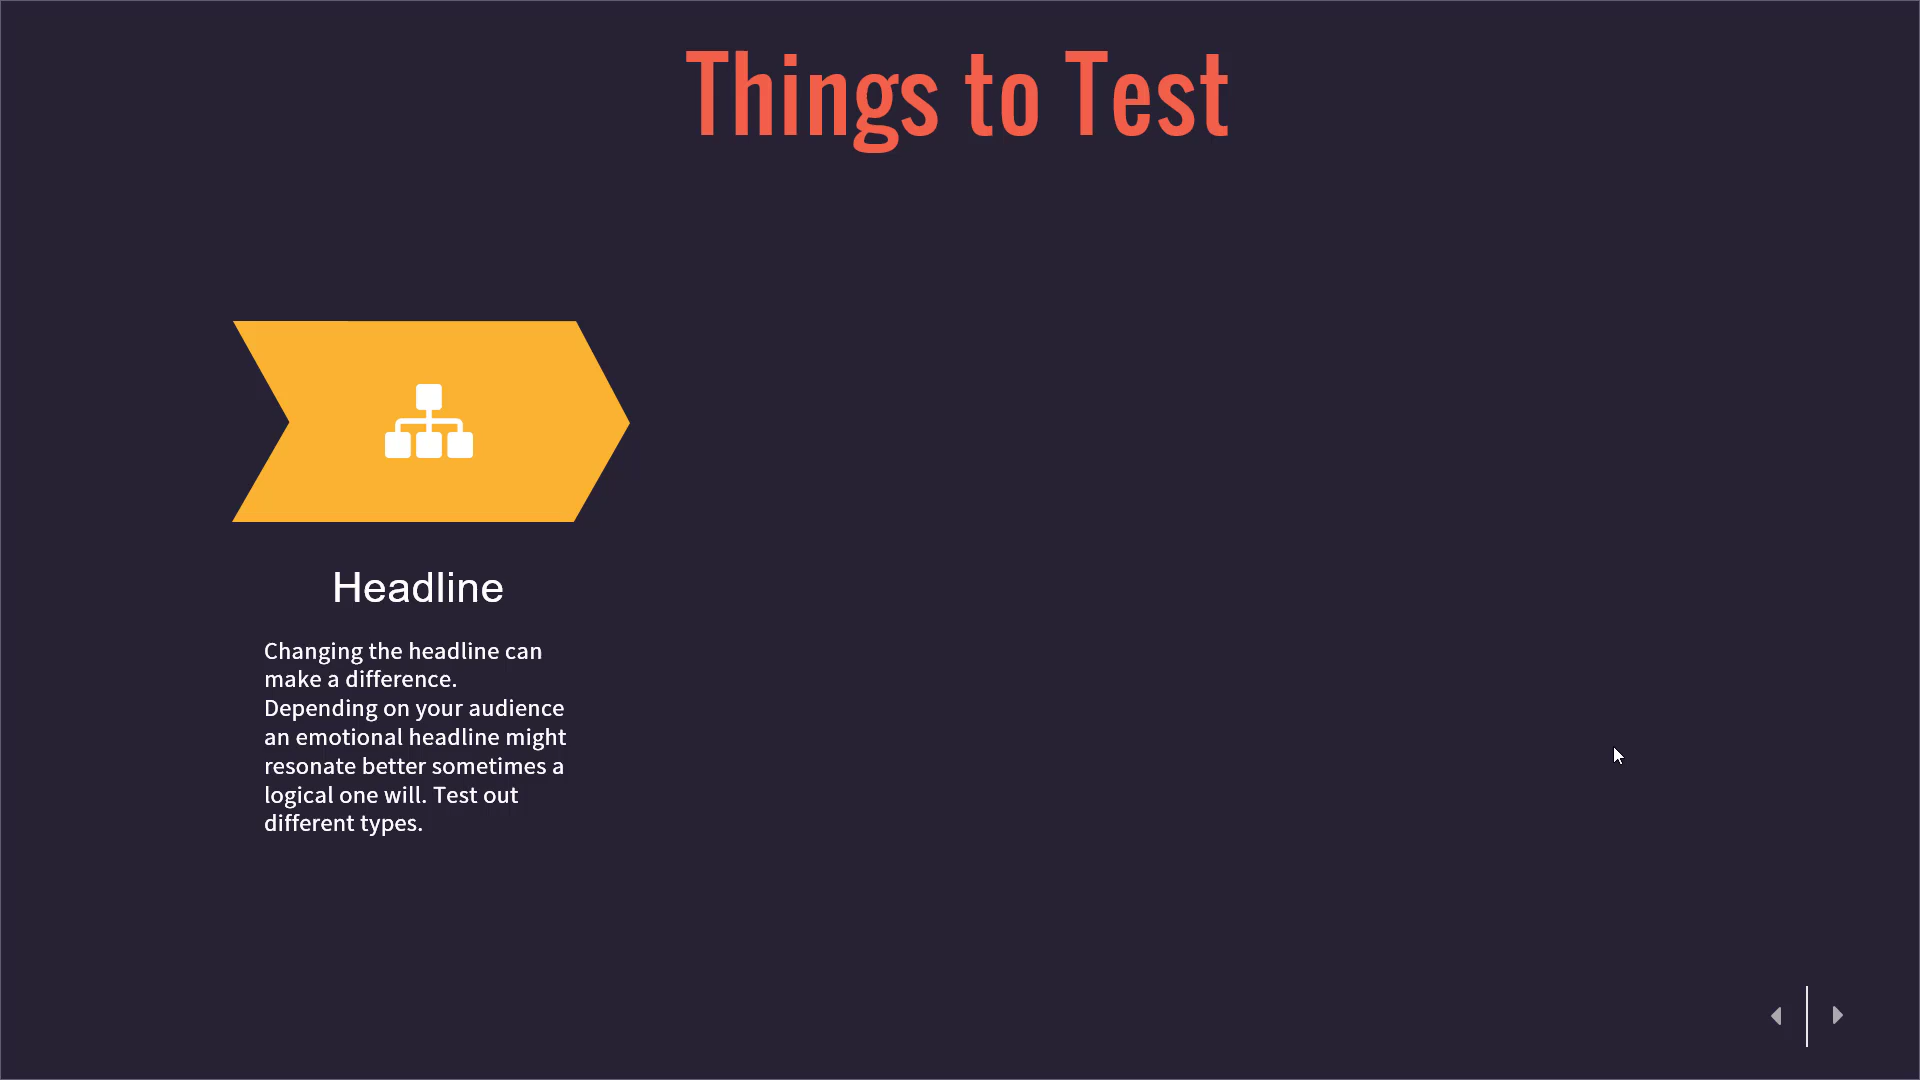 Things to Test
Headline
Changing the headline can
make a difference.
Depending on your audience
an emotional headline might
resonate better sometimes a
logical one will. Test out
different types.